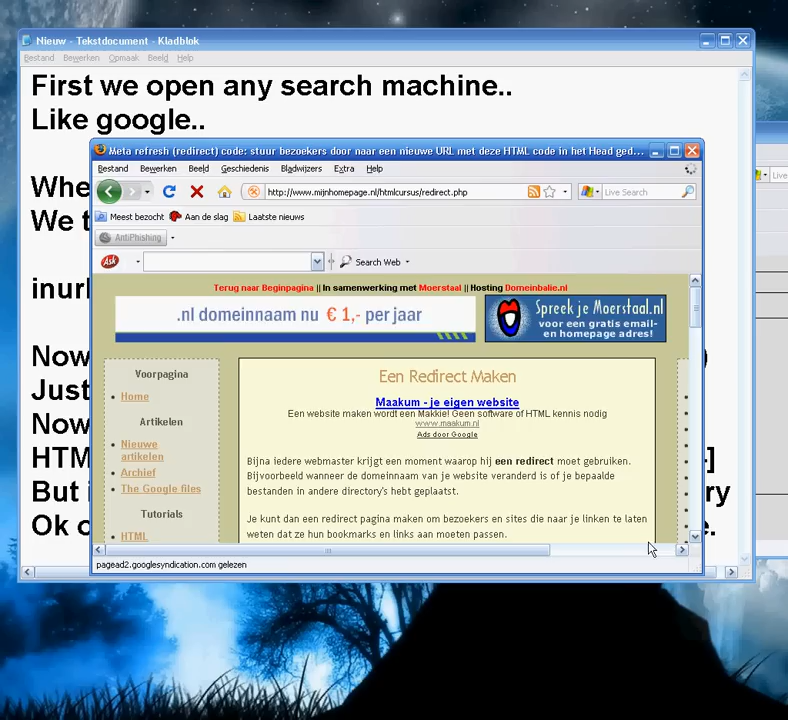 Nieuw - Tekstdocument - Kladblok
Bestand Bewerken Opmaak Beeld Help
First we open any search machine..
Like google..
Whe
We t
inurl
Now
Just
Now
HTM
]
But i
ry
Ok o
e.
Meta refresh (redirect) code: stuur bezoekers door naar een nieuwe URL met deze HTML code in het Head ged...
Bestand Bewerken Beeld Geschiedenis Bladwijzers Extra Help
http://www.mijnhomepage.nl/htmlcursus/redirect.php
Live Search
Meest bezocht Aan de slag Laatste nieuws
AntiPhishing
Ask
Search Web
Terug naar Beginpagina || In samenwerking met Moerstaal || Hosting Domeinbalie.nl
.nl domeinnaam nu € 1,- per jaar
Spreek je Moerstaal.nl
voor een gratis email-
en homepage adres!
Voorpagina
Home
Artikelen
Nieuwe
artikelen
Archief
The Google files
Tutorials
HTML
Een Redirect Maken
Maakum - je eigen website
Een website maken wordt een Makkie! Geen software of HTML kennis nodig
www.maakum.nl
Ads door Google
Bijna iedere webmaster krijgt een moment waarop hij een redirect moet gebruiken.
Bijvoorbeeld wanneer de domeinnaam van je website veranderd is of je bepaalde
bestanden in andere directory's hebt geplaatst.
Je kunt dan een redirect pagina maken om bezoekers en sites die naar je linken te laten
weten dat ze hun bookmarks en links aan moeten passen.
pagead2.googlesyndication.com gelezen
Live